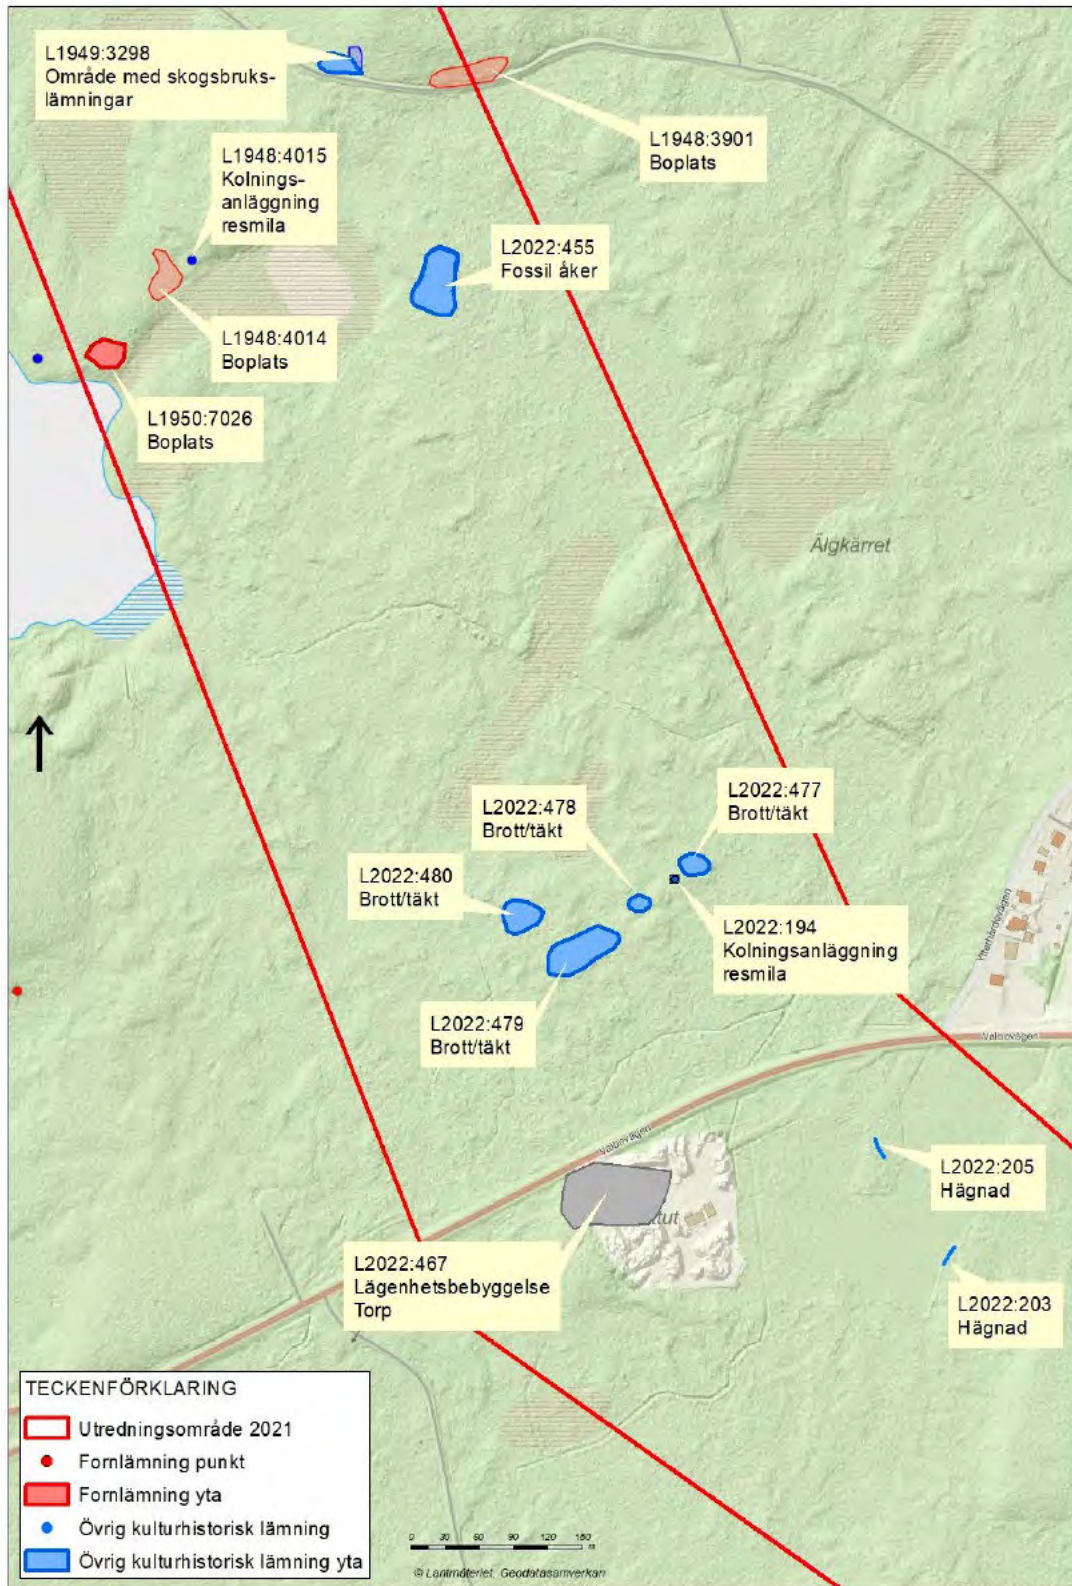 L1949:3298
Område med skogsbruks-
lämningar
L1948:3901
Boplats
L1948:4015
Kolnings-
anläggning
resmila
L2022:455
Fossil åker
L1948:4014
Boplats
L1950:7026
Boplats
Älgkärret
L2022:477
Brott/täkt
L2022:478
Brott/täkt
L2022:480
Brott/täkt
L2022:194
Kolningsanläggning
resmila
L2022:479
Brott/täkt
Ytterhärdevägen
Valbovägen
Valbovägen
L2022:205
Hägnad
L2022:467
Lägenhetsbebyggelse
Torp
L2022:203
Hägnad
TECKENFÖRKLARING
Utredningsområde 2021
Fornlämning punkt
Fornlämning yta
Övrig kulturhistorisk lämning
Övrig kulturhistorisk lämning yta
0 30 60 90 120 180
m
© Lantmäteriet, Geodatasamverkan